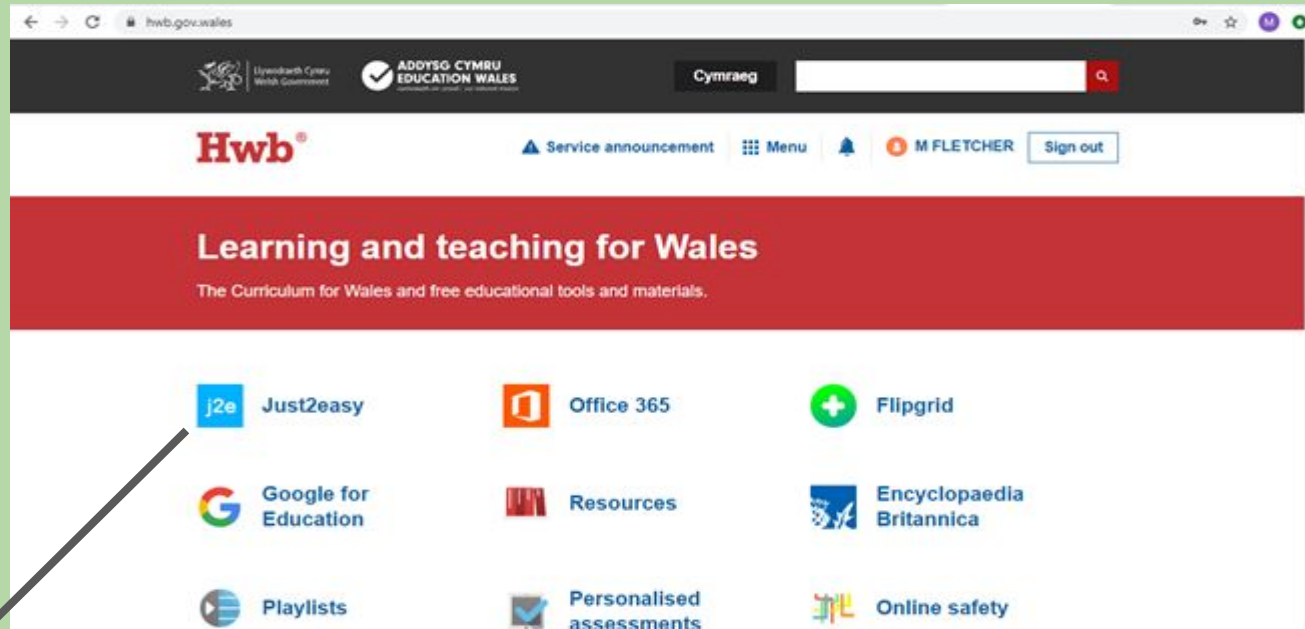 hwb.gov.wales
M
Llywodraeth Cymru
Welsh Government
ADDYSG CYMRU
EDUCATION WALES
Cymraeg
Hwb®
Service announcement
Menu
M FLETCHER
Sign out
Learning and teaching for Wales
The Curriculum for Wales and free educational tools and materials.
j2e
Just2easy
Office 365
Flipgrid
Google for
Education
Resources
Encyclopaedia
Britannica
Playlists
Personalised
assessments
Online safety